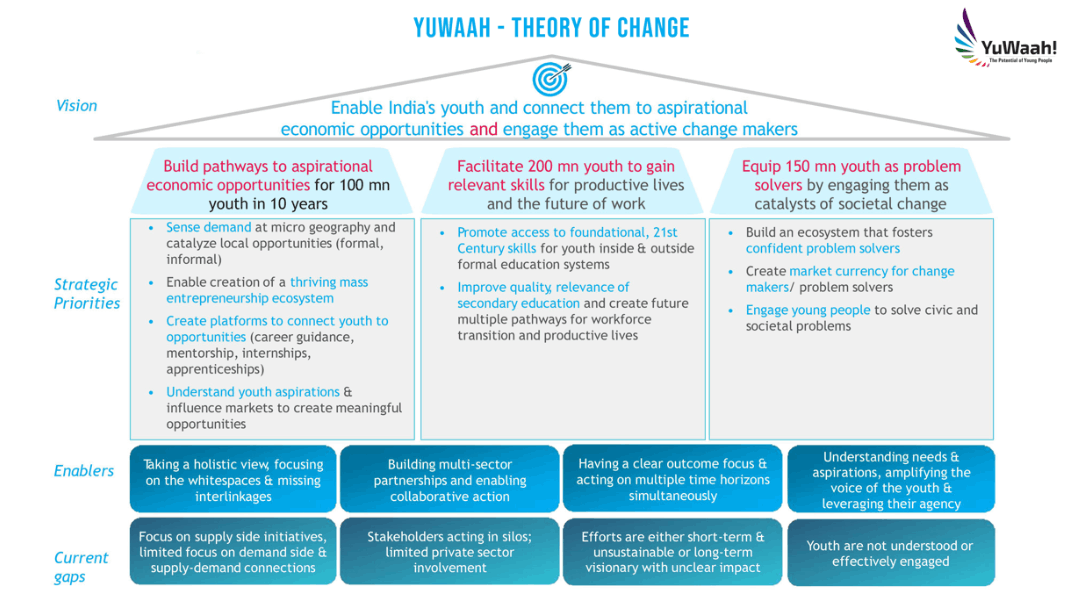 YUWAAH - THEORY OF CHANGE
YuWaah!
The Potential of Young People
Vision
Enable India's youth and connect them to aspirational
economic opportunities and engage them as active change makers
Build pathways to aspirational
economic opportunities for 100 mn
youth in 10 years
Facilitate 200 mn youth to gain
relevant skills for productive lives
and the future of work
Equip 150 mn youth as problem
solvers by engaging them as
catalysts of societal change
Strategic
Priorities
• Sense demand at micro geography and
catalyze local opportunities (formal,
informal)
• Enable creation of a thriving mass
entrepreneurship ecosystem
• Create platforms to connect youth to
opportunities (career guidance,
mentorship, internships,
apprenticeships)
• Understand youth aspirations &
influence markets to create meaningful
opportunities
• Promote access to foundational, 21st
Century skills for youth inside & outside
formal education systems
• Improve quality, relevance of
secondary education and create future
multiple pathways for workforce
transition and productive lives
• Build an ecosystem that fosters
confident problem solvers
• Create market currency for change
makers/ problem solvers
• Engage young people to solve civic and
societal problems
Enablers
Taking a holistic view, focusing
on the whitespaces & missing
interlinkages
Building multi-sector
partnerships and enabling
collaborative action
Having a clear outcome focus &
acting on multiple time horizons
simultaneously
Understanding needs &
aspirations, amplifying the
voice of the youth &
leveraging their agency
Current
gaps
Focus on supply side initiatives,
limited focus on demand side &
supply-demand connections
Stakeholders acting in silos;
limited private sector
involvement
Efforts are either short-term &
unsustainable or long-term
visionary with unclear impact
Youth are not understood or
effectively engaged